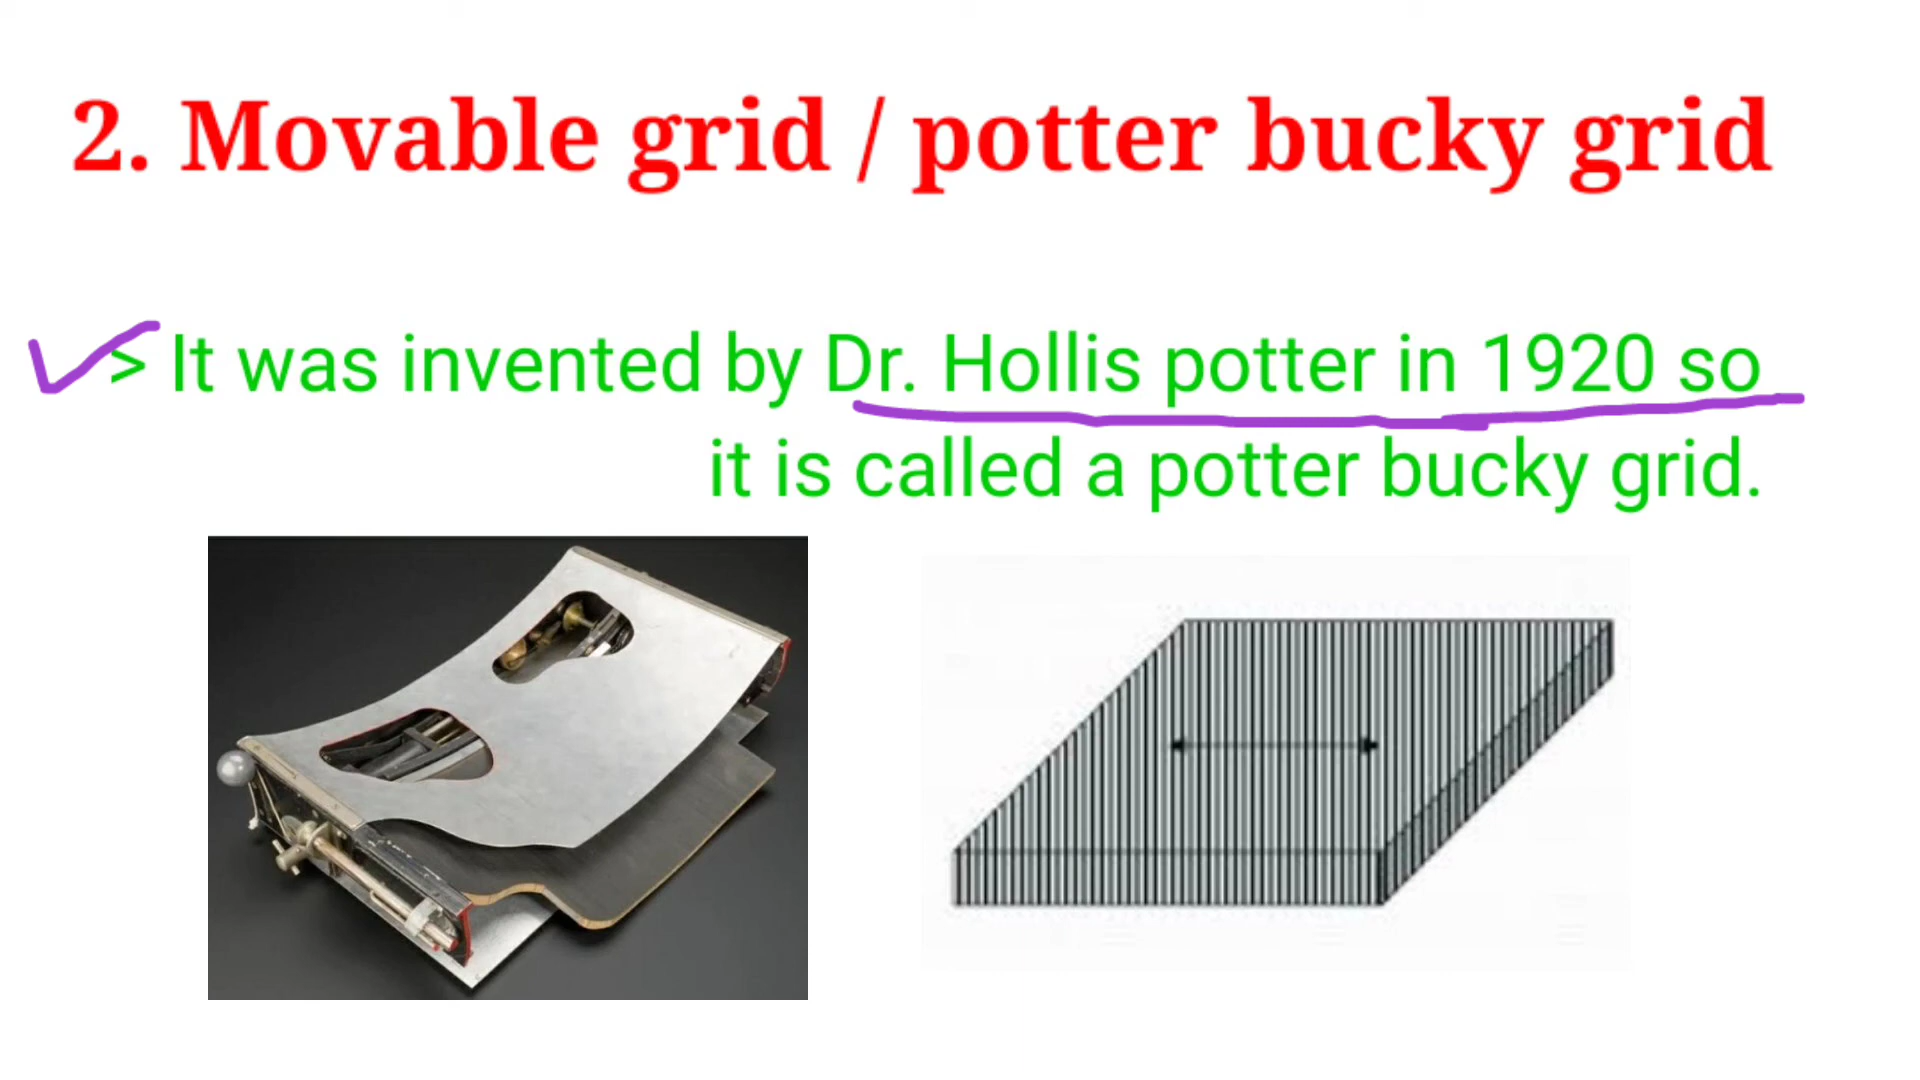 2. Movable grid / potter bucky grid
> It was invented by Dr. Hollis potter in 1920 so
it is called a potter bucky grid.